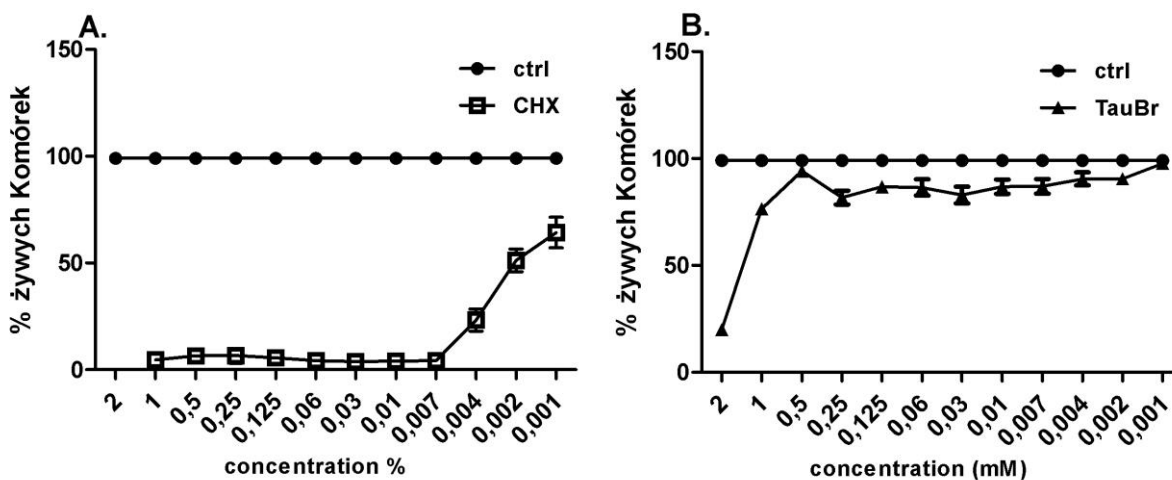 A.
% żywych Komórek
150
100
50
0
ctrl
CHX
2 1 0,5 0,25 0,125 0,06 0,03 0,01 0,007 0,004 0,002 0,001
concentration %
B.
% żywych Komórek
150
100
50
0
ctrl
TauBr
2 1 0,5 0,25 0,125 0,06 0,03 0,01 0,007 0,004 0,002 0,001
concentration (mM)